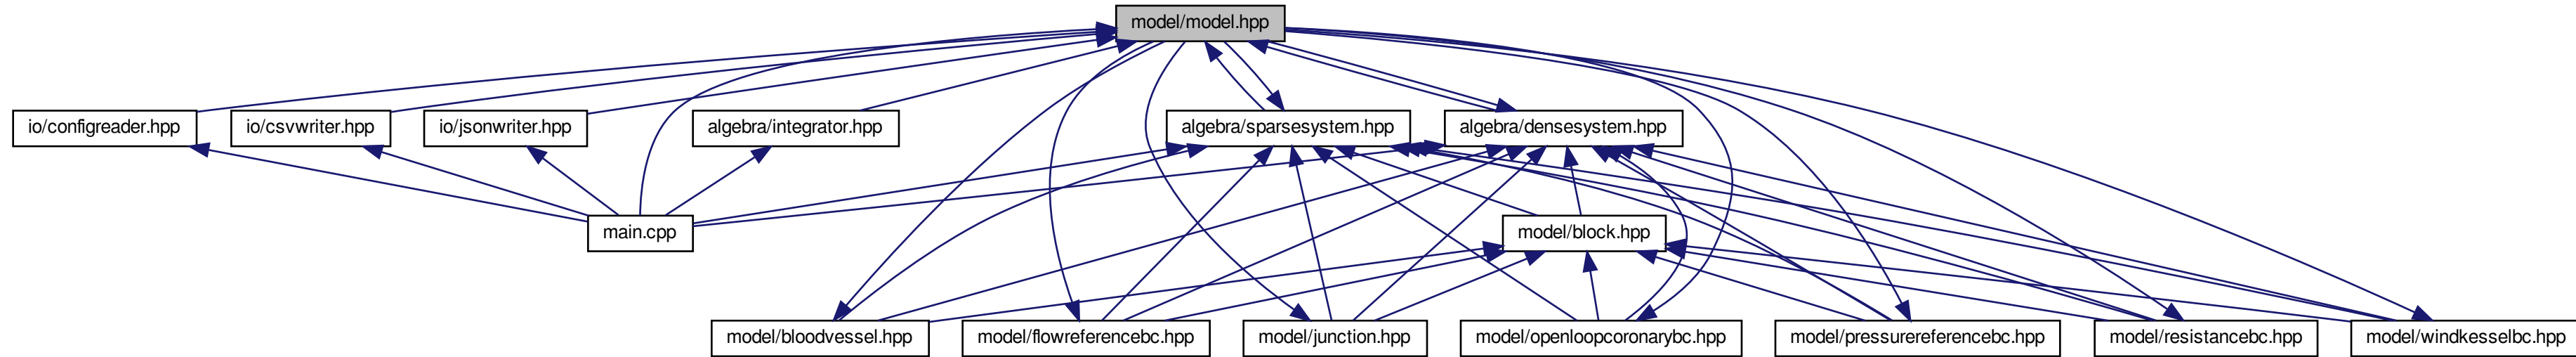 model/model.hpp
io/configreader.hpp
io/csvwriter.hpp
io/jsonwriter.hpp
algebra/integrator.hpp
algebra/sparsesystem.hpp
algebra/densesystem.hpp
main.cpp
model/block.hpp
model/bloodvessel.hpp
model/flowreferencebc.hpp
model/junction.hpp
model/openloopcoronarybc.hpp
model/pressurereferencebc.hpp
model/resistancebc.hpp
model/windkesselbc.hpp